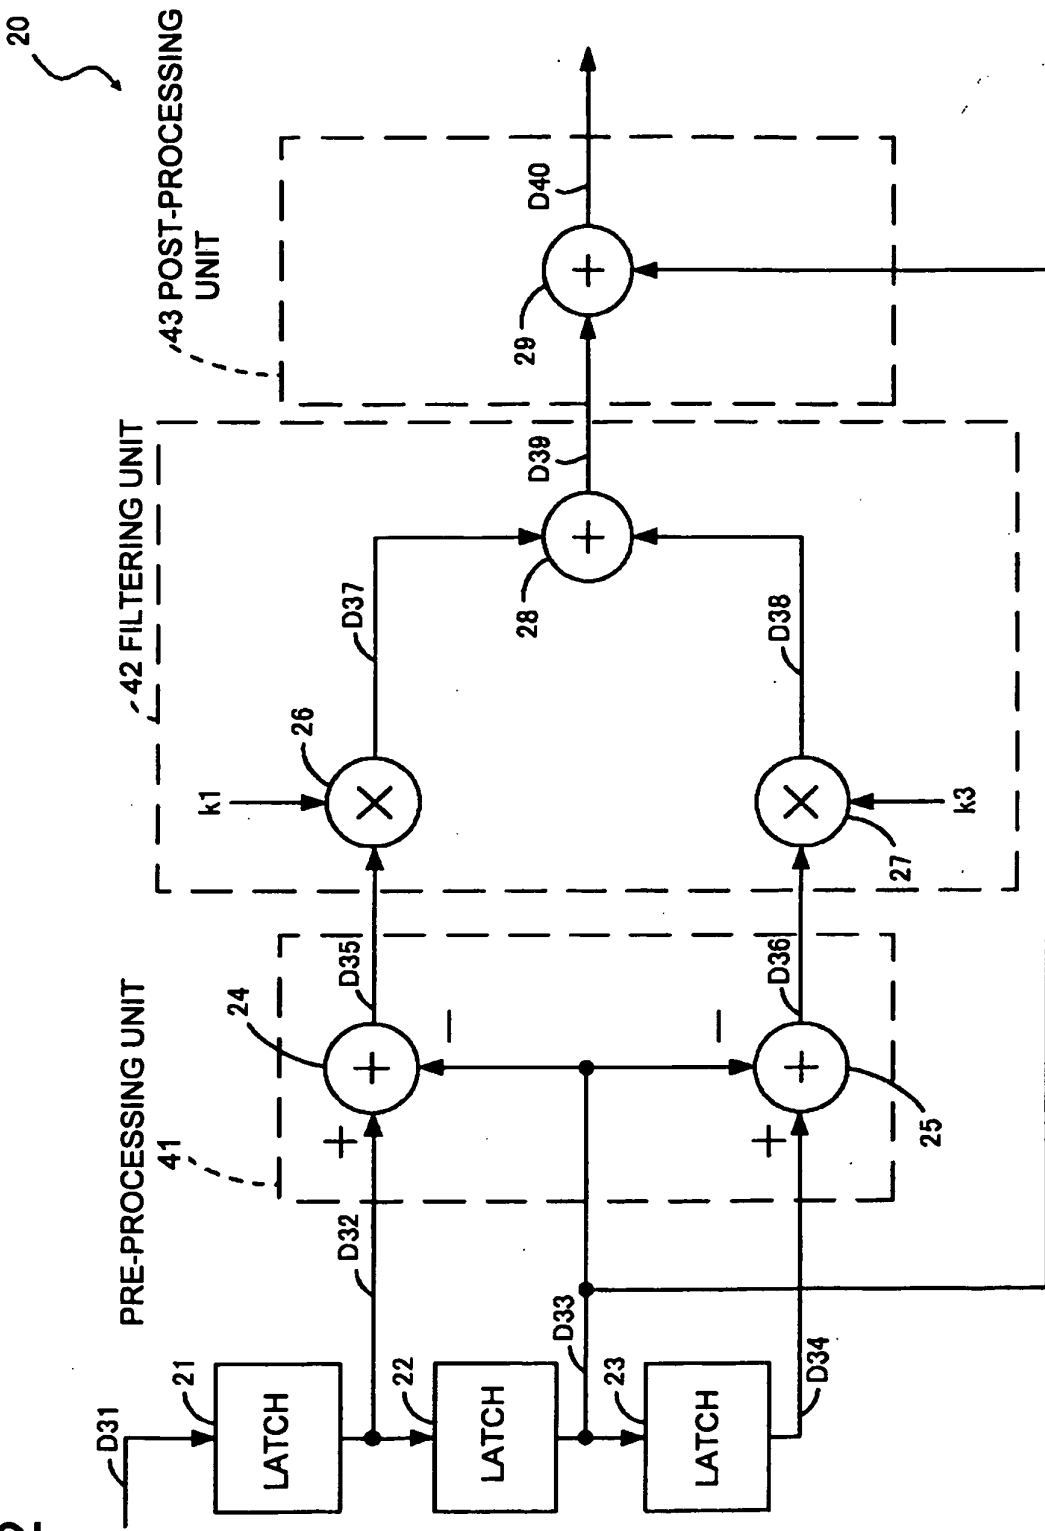 20
43 POST-PROCESSING
UNIT
42 FILTERING UNIT
PRE-PROCESSING UNIT
41
D31
21
LATCH
22
LATCH
23
LATCH
D32
D33
D34
24
+
+
−
25
+
+
−
D35
D36
k1
26
×
k3
27
×
D37
D38
28
+
D39
29
+
D40